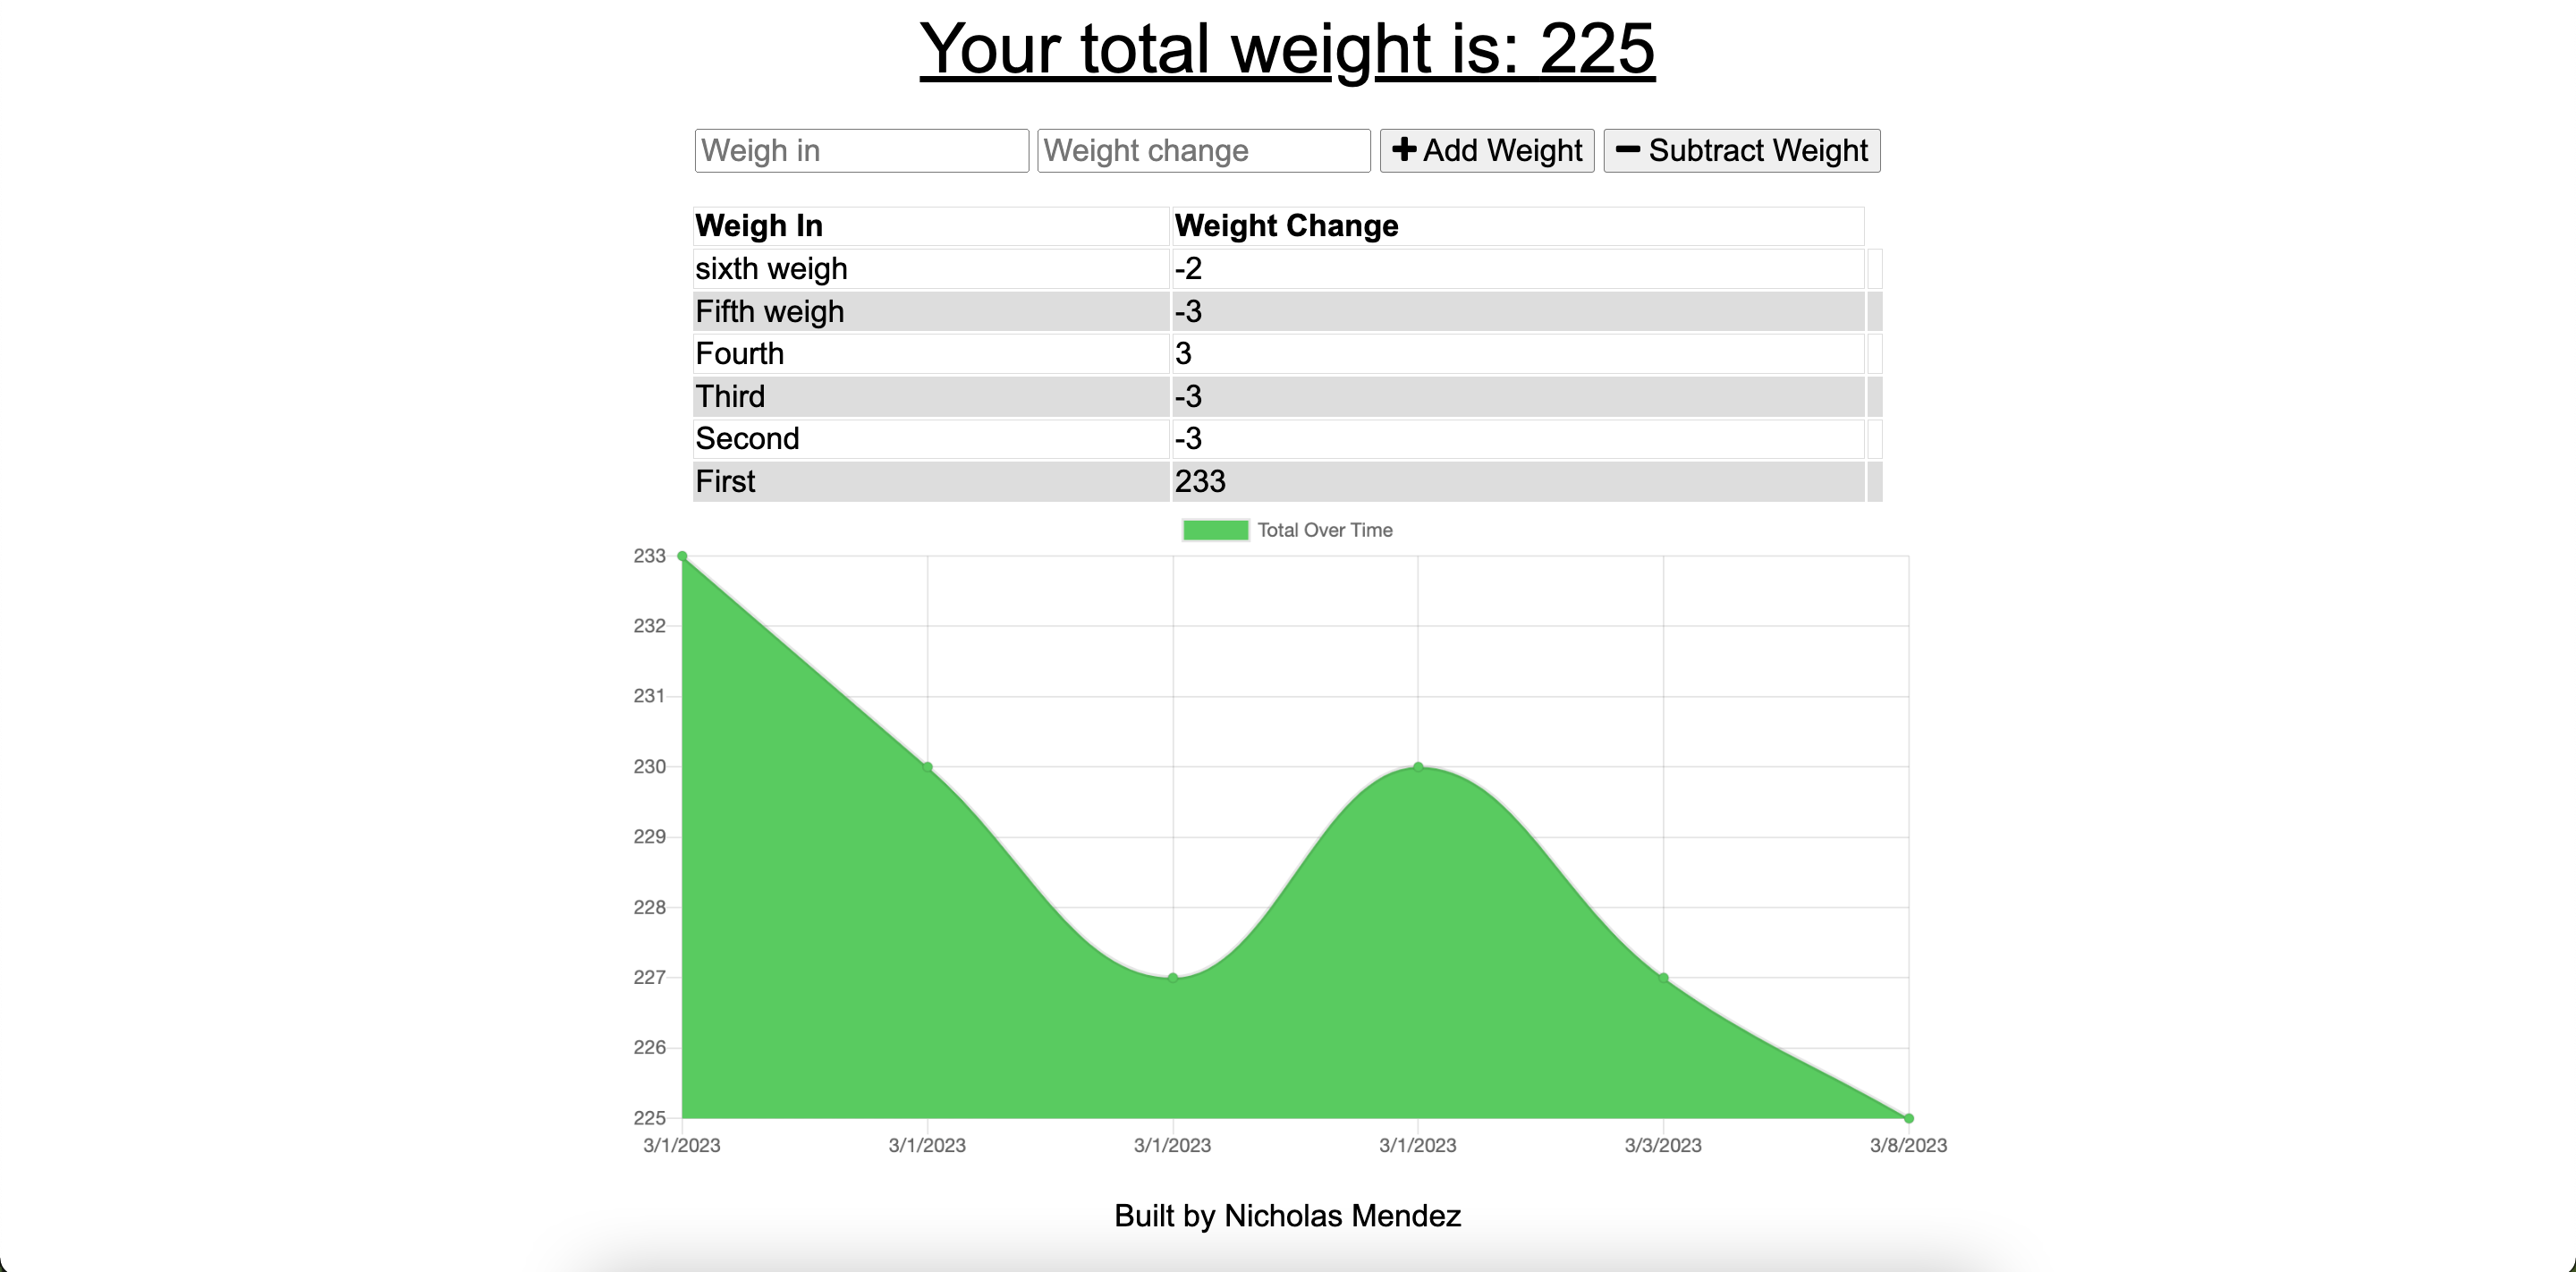 Your total weight is: 225
Weigh in Weight change Add Weight Subtract Weight
Weigh In Weight Change
sixth weigh -2
Fifth weigh -3
Fourth 3
Third -3
Second -3
First 233
Total Over Time
233
232
231
230
229
228
227
226
225
3/1/2023 3/1/2023 3/1/2023 3/1/2023 3/3/2023 3/8/2023
Built by Nicholas Mendez